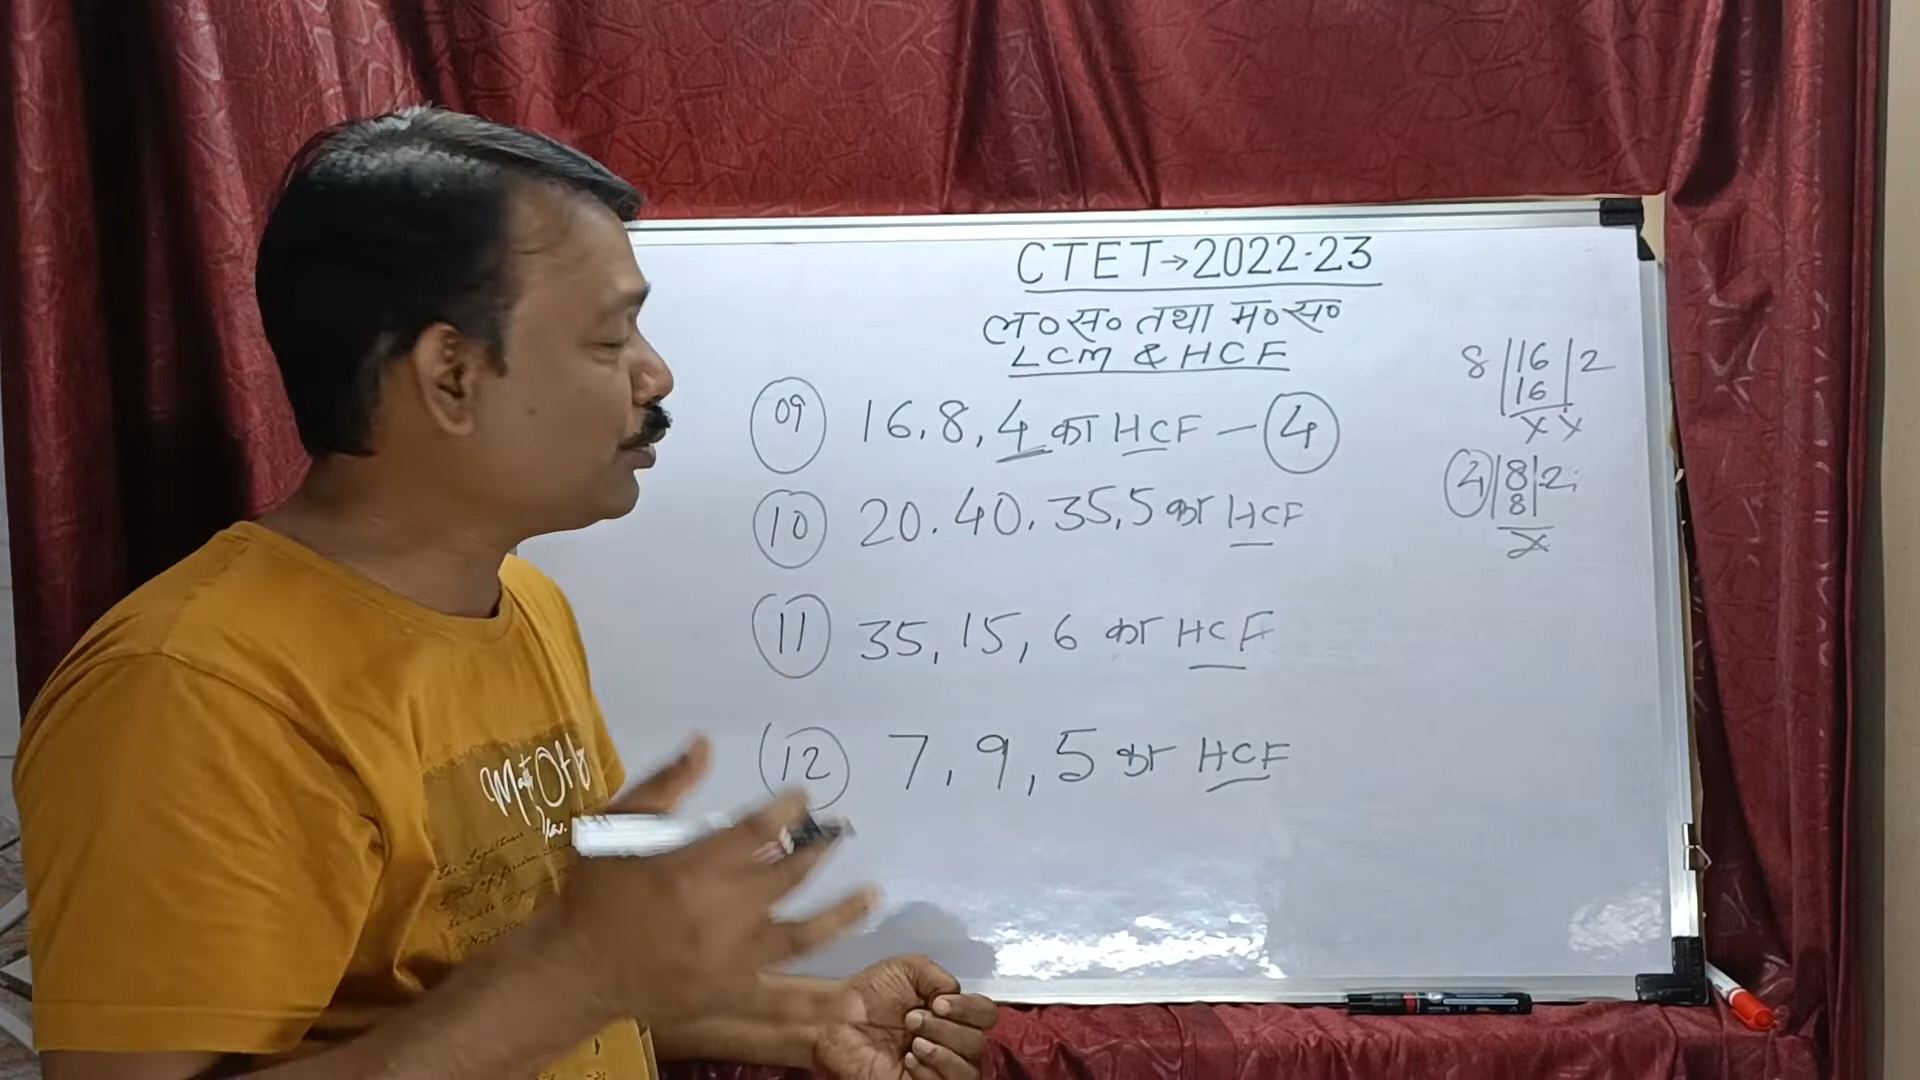 CTET→2022-23
ल०स० तथा म०स०
LCM & HCF
09 16, 8, 4 का HCF — 4
10 20. 40. 35, 5 का HCF
11 35, 15, 6 का HCF
12 7, 9, 5 का HCF
8 | 16 | 2
16
x x
4 | 8 | 2
8
x